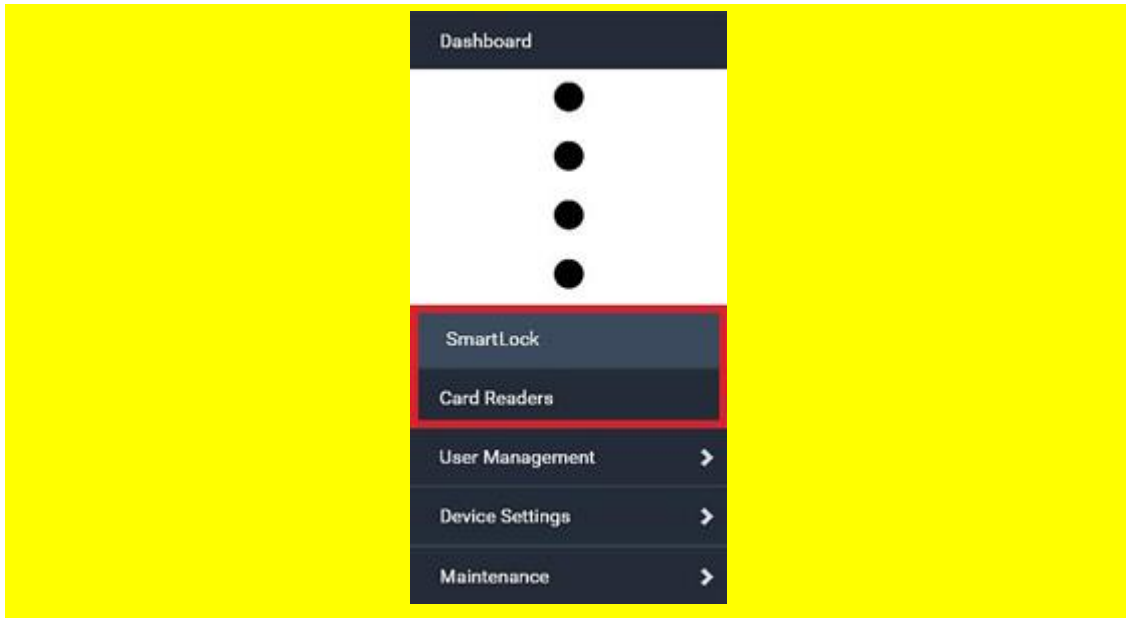 Dashboard
SmartLock
Card Readers
User Management
Device Settings
Maintenance